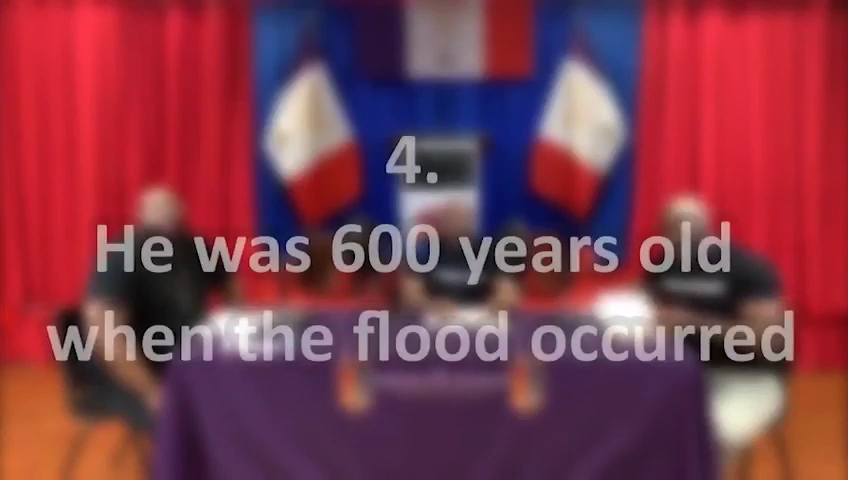 4.
He was 600 years old
when the flood occurred